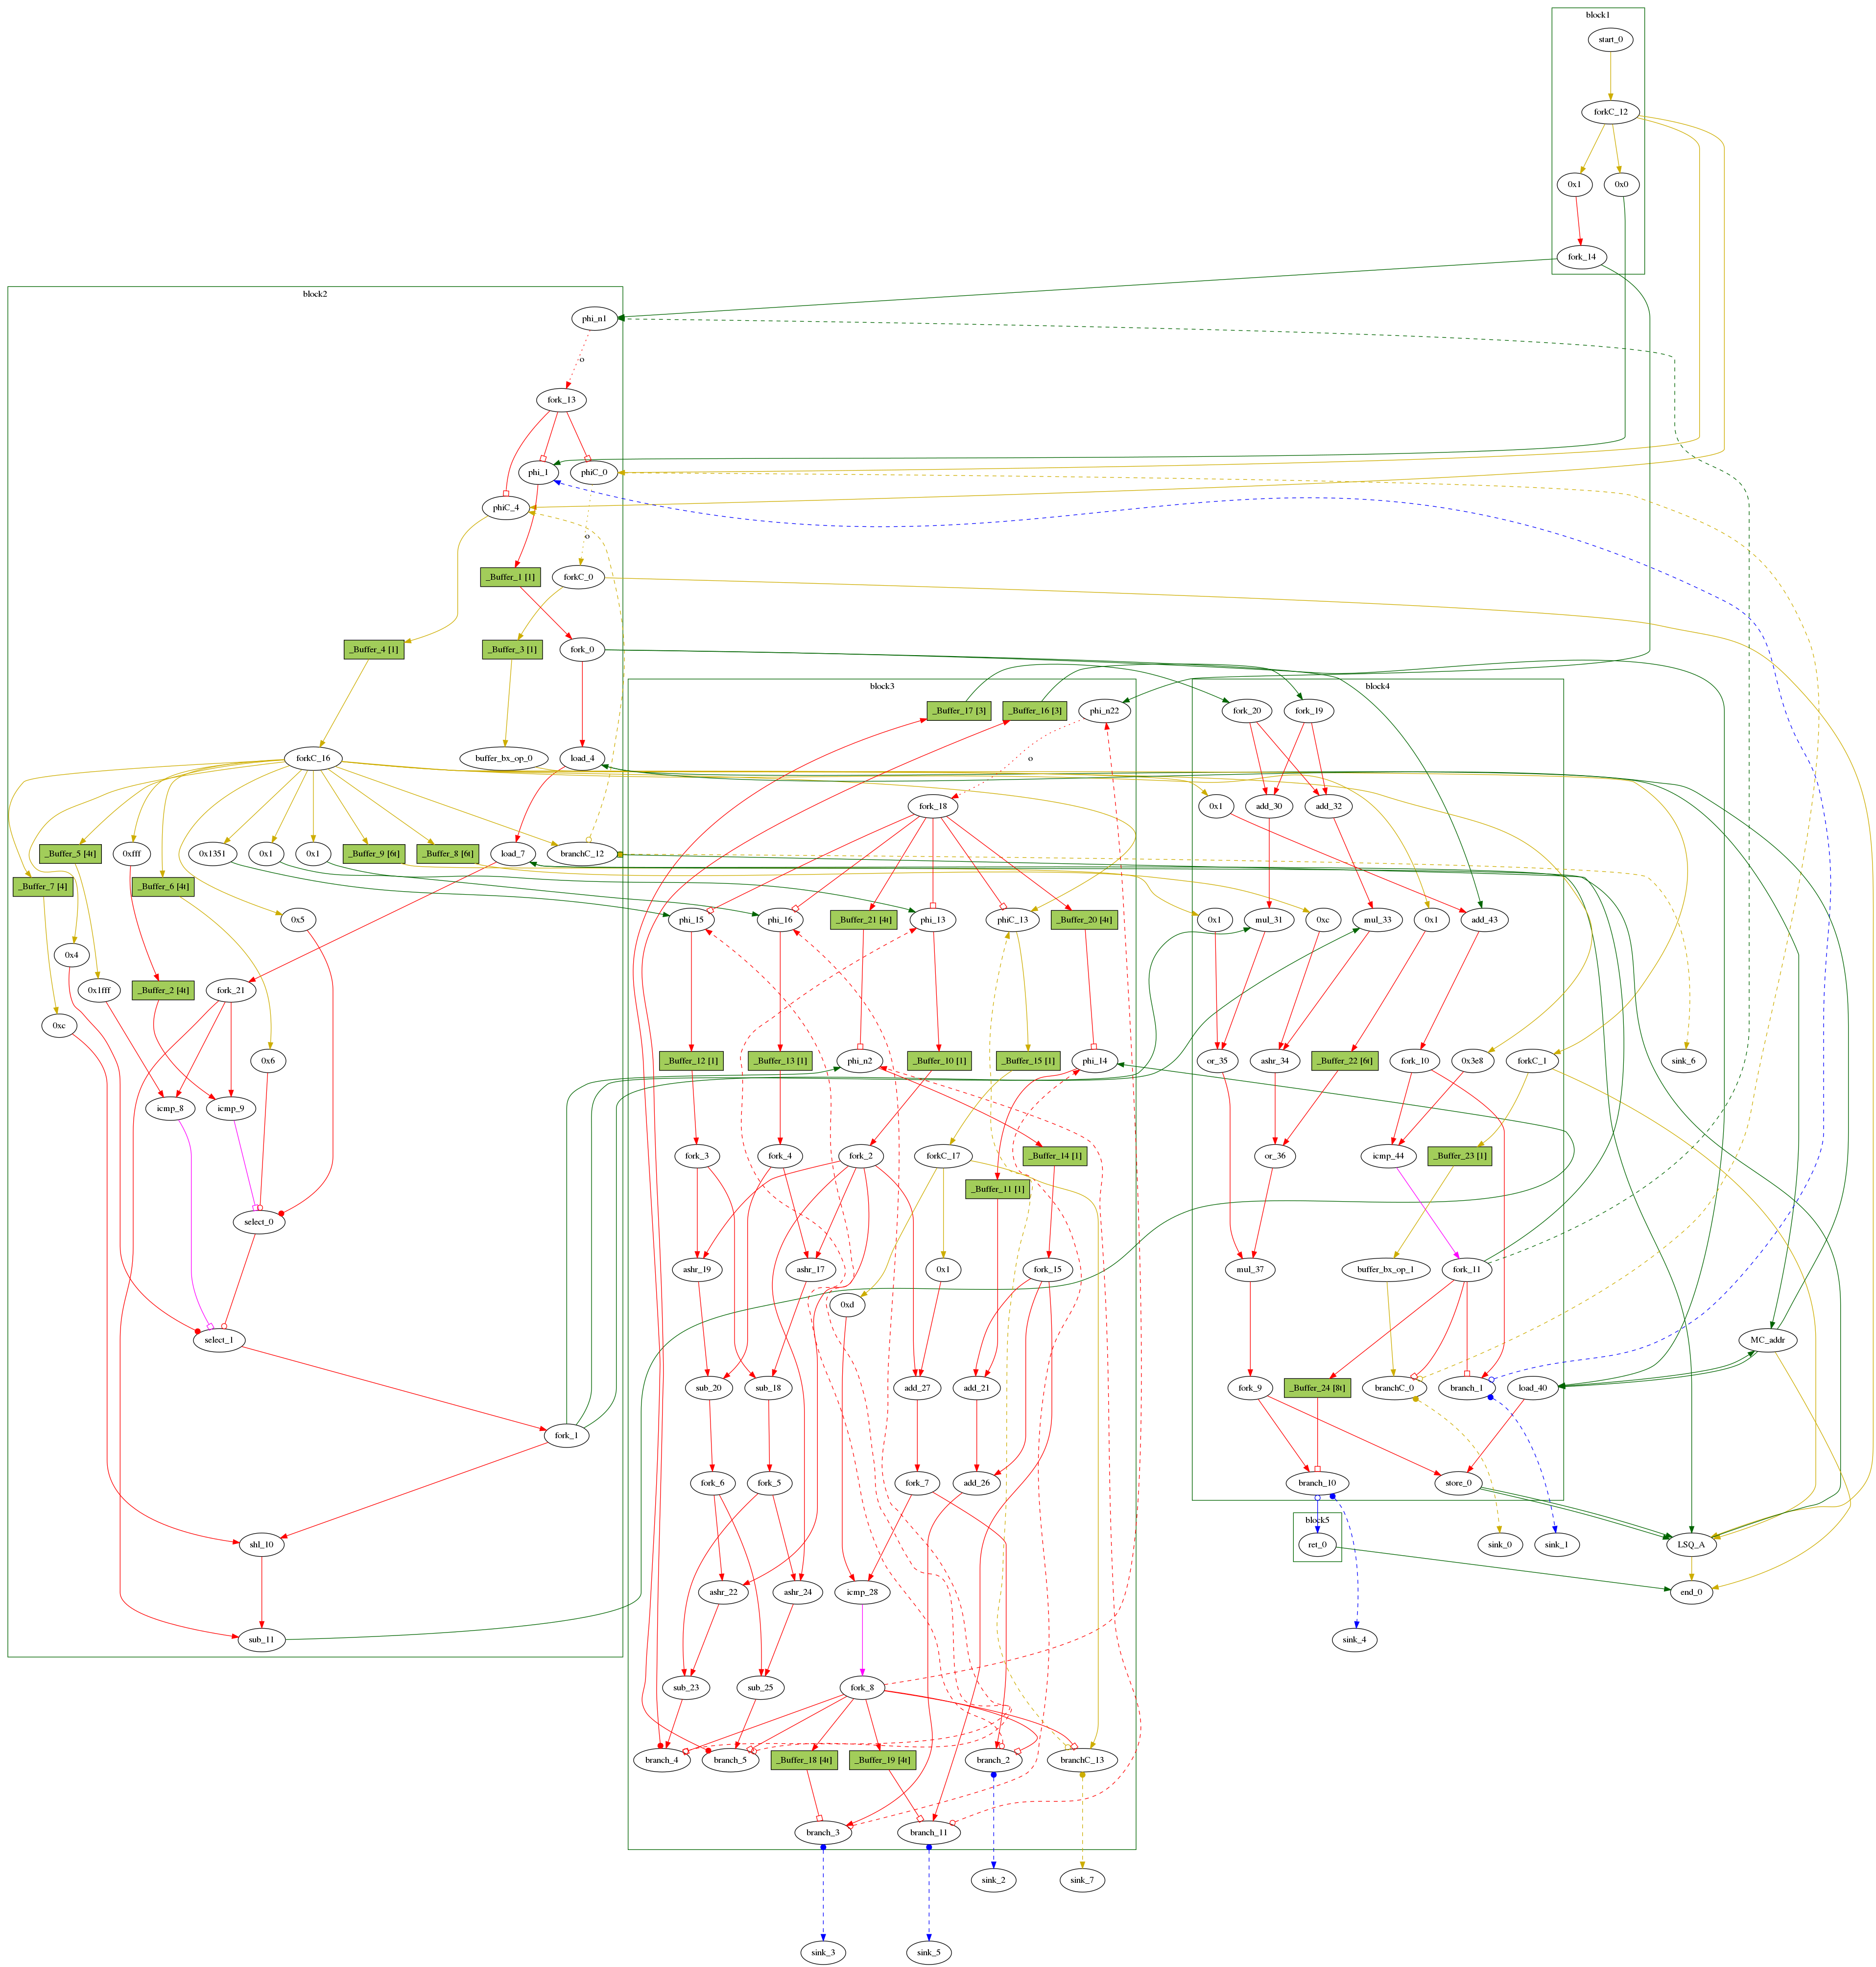 block1
start_0
forkC_12
0x1
0x0
fork_14
block2
phi_n1
o
fork_13
phi_1
phiC_0
phiC_4
o
_Buffer_1 [1]
forkC_0
_Buffer_4 [1]
_Buffer_3 [1]
fork_0
block3
block4
_Buffer_17 [3]
_Buffer_16 [3]
phi_n22
fork_20
fork_19
forkC_16
buffer_bx_op_0
load_4
o
fork_18
0x1
add_30
add_32
_Buffer_5 [4t]
0xfff
0x1351
0x1
0x1
_Buffer_9 [6t]
_Buffer_8 [6t]
load_7
branchC_12
_Buffer_7 [4]
_Buffer_6 [4t]
0x5
phi_15
phi_16
_Buffer_21 [4t]
phi_13
phiC_13
_Buffer_20 [4t]
0x1
mul_31
0xc
mul_33
0x1
add_43
0x4
0x1fff
_Buffer_2 [4t]
fork_21
0xc
0x6
_Buffer_12 [1]
_Buffer_13 [1]
phi_n2
_Buffer_10 [1]
_Buffer_15 [1]
phi_14
or_35
ashr_34
_Buffer_22 [6t]
fork_10
0x3e8
forkC_1
sink_6
icmp_8
icmp_9
fork_3
fork_4
fork_2
forkC_17
_Buffer_14 [1]
or_36
icmp_44
_Buffer_23 [1]
_Buffer_11 [1]
select_0
ashr_19
ashr_17
0x1
fork_15
mul_37
buffer_bx_op_1
fork_11
0xd
select_1
MC_addr
sub_20
sub_18
add_27
add_21
fork_9
_Buffer_24 [8t]
branchC_0
branch_1
load_40
fork_1
fork_6
fork_5
fork_7
add_26
branch_10
store_0
block5
shl_10
ret_0
sink_0
sink_1
LSQ_A
ashr_22
ashr_24
icmp_28
end_0
sub_11
sink_4
sub_23
sub_25
fork_8
branch_4
branch_5
_Buffer_18 [4t]
_Buffer_19 [4t]
branch_2
branchC_13
branch_3
branch_11
sink_2
sink_7
sink_3
sink_5